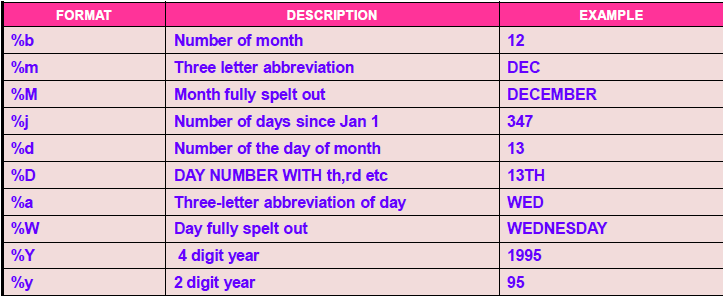 FORMAT DESCRIPTION EXAMPLE
%b Number of month 12
%m Three letter abbreviation DEC
%M Month fully spelt out DECEMBER
%j Number of days since Jan 1 347
%d Number of the day of month 13
%D DAY NUMBER WITH th,rd etc 13TH
%a Three-letter abbreviation of day WED
%W Day fully spelt out WEDNESDAY
%Y 4 digit year 1995
%y 2 digit year 95